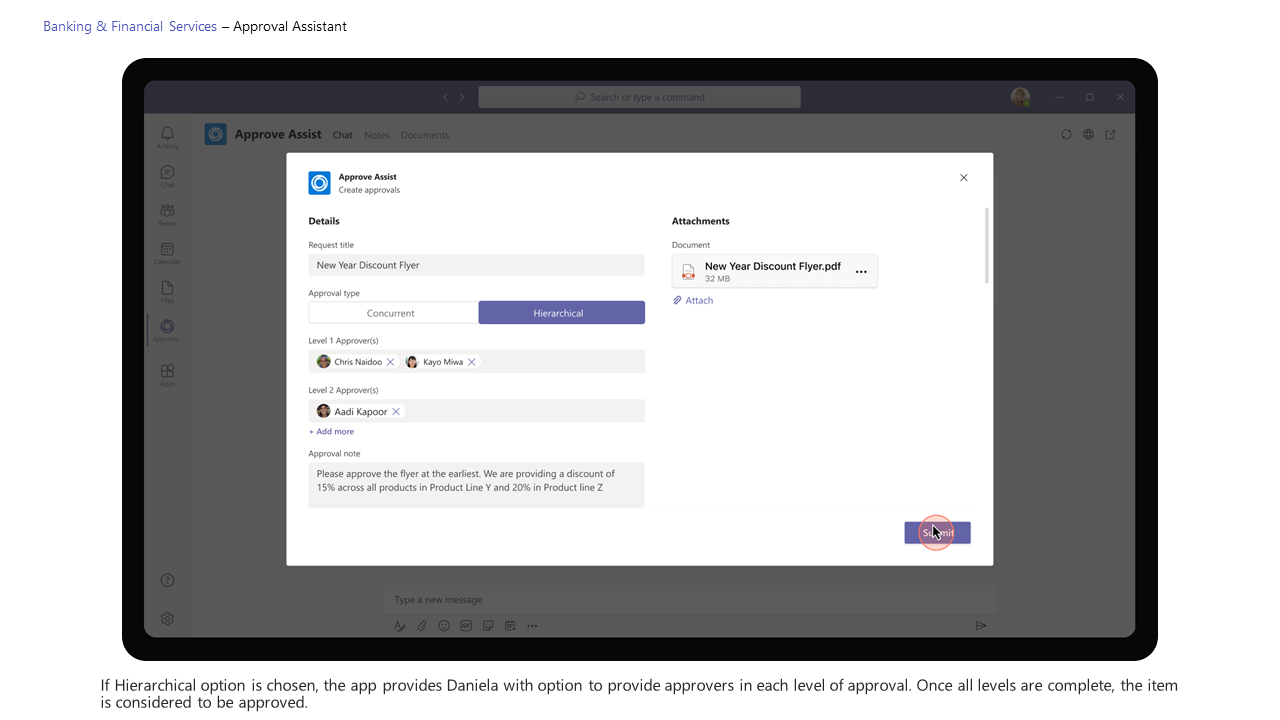 Banking & Financial Services – Approval Assistant
Search or type a command
Activity
Chat
Teams
Calendar
Files
Approve..
Apps
Approve Assist Chat Notes Documents
Approve Assist
Create approvals
Details
Request title
New Year Discount Flyer
Approval type
Concurrent Hierarchical
Level 1 Approver(s)
Chris Naidoo Kayo Miwa
Level 2 Approver(s)
Aadi Kapoor
+ Add more
Approval note
Please approve the flyer at the earliest. We are providing a discount of
15% across all products in Product Line Y and 20% in Product line Z
Attachments
Document
New Year Discount Flyer.pdf
32 MB
Attach
Submit
Type a new message
GIF
If Hierarchical option is chosen, the app provides Daniela with option to provide approvers in each level of approval. Once all levels are complete, the item
is considered to be approved.